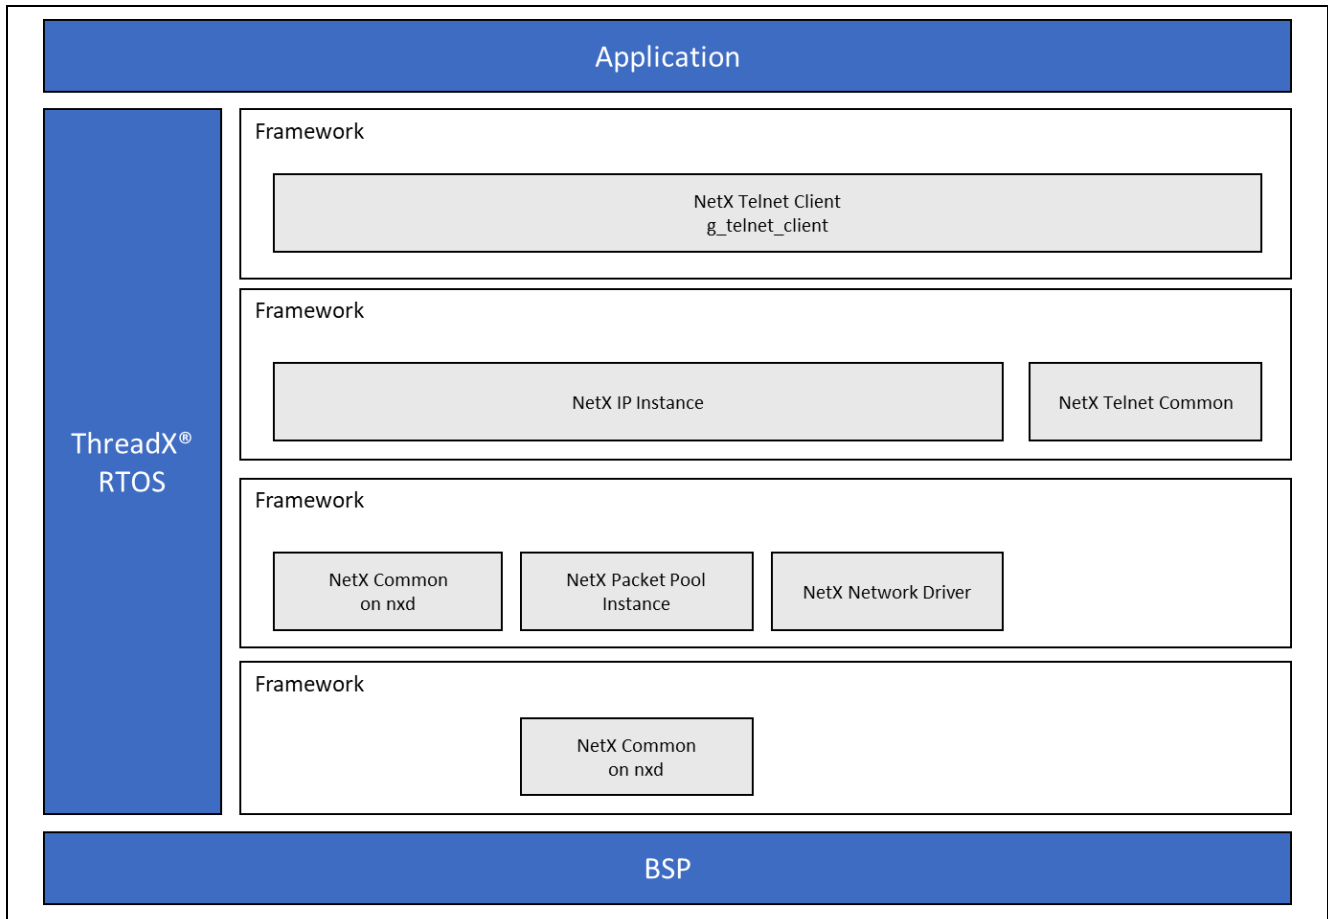 Application
ThreadX®
RTOS
Framework
NetX Telnet Client
g_telnet_client
Framework
NetX IP Instance
NetX Telnet Common
Framework
NetX Common
on nxd
NetX Packet Pool
Instance
NetX Network Driver
Framework
NetX Common
on nxd
BSP